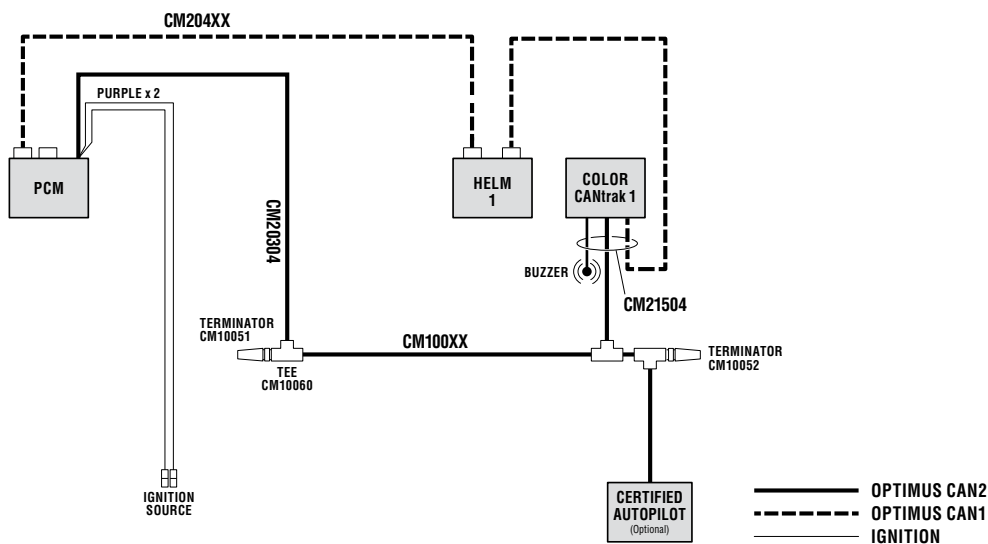 CM204XX
PURPLE x 2
PCM
HELM
1
COLOR
CANtrak 1
CM20304
BUZZER
CM21504
TERMINATOR
CM10051
CM100XX
TERMINATOR
CM10052
TEE
CM10060
IGNITION
SOURCE
CERTIFIED
AUTOPILOT
(Optional)
OPTIMUS CAN2
OPTIMUS CAN1
IGNITION